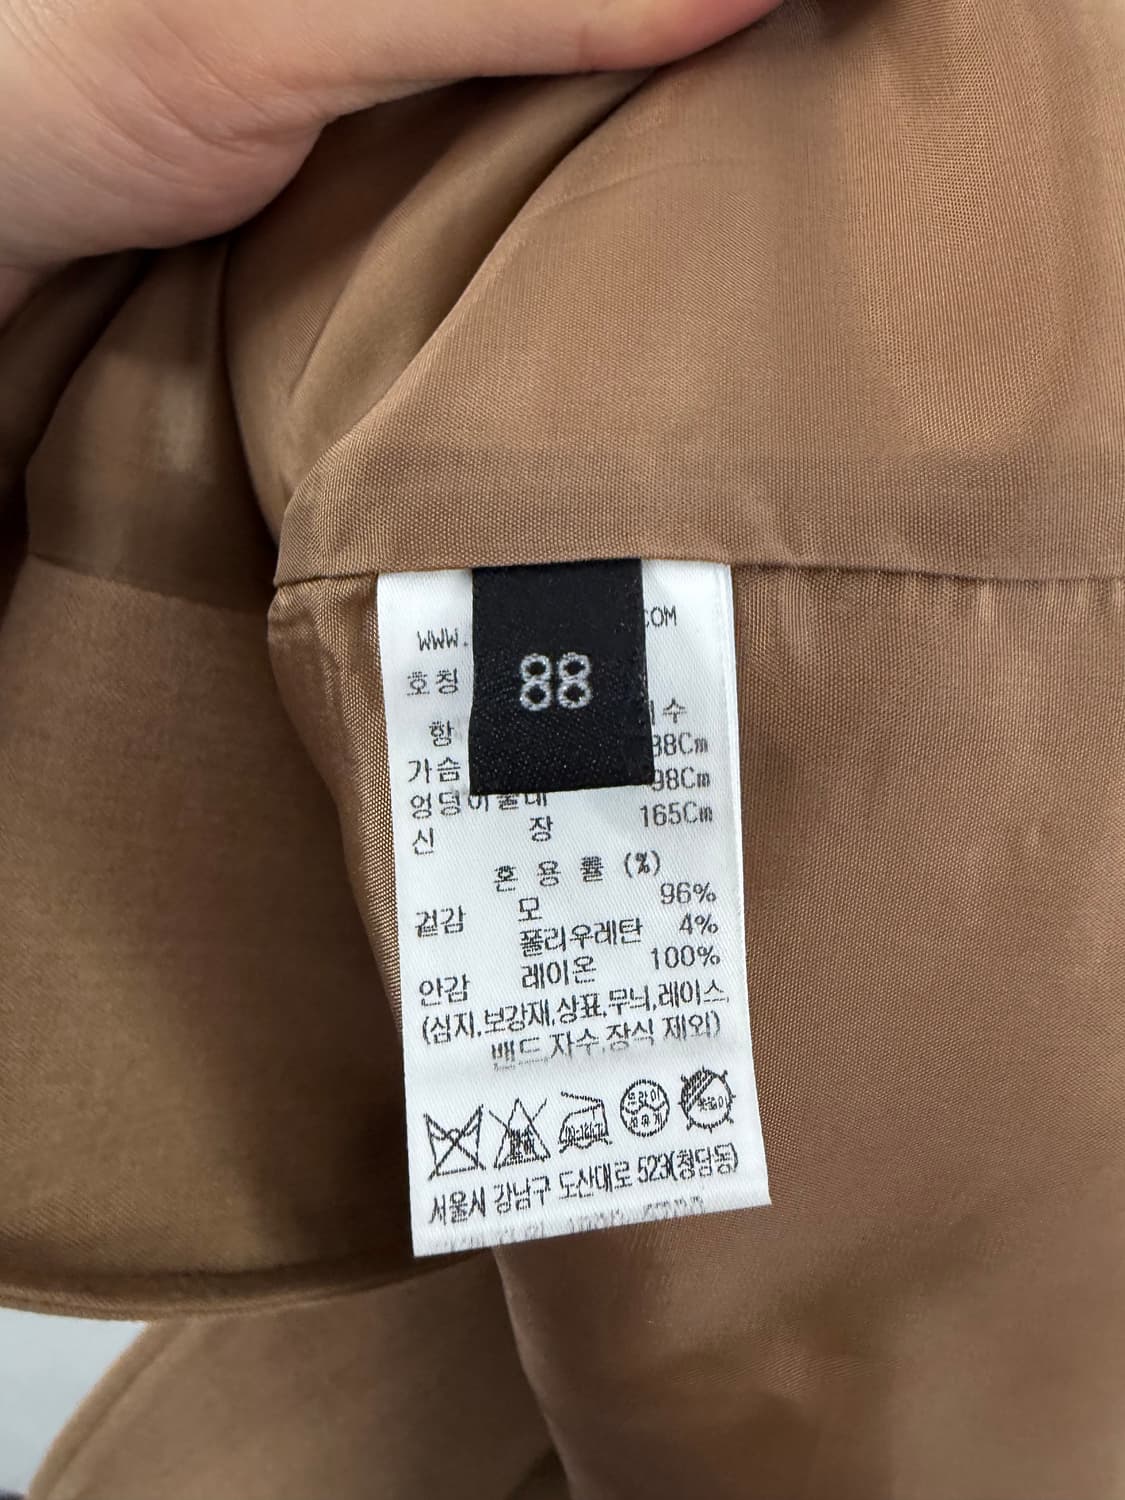 WWW. COM
88
호칭
항 수
가슴 88Cm
엉덩이둘레 98Cm
신 장 165Cm
혼 용 률 (%)
겉감 모 96%
폴리우레탄 4%
안감 레이온 100%
(심지,보강재,상표,무늬,레이스,
밴드,자수,장식 제외)
드라이
서울시 강남구 도산대로 523(청담동)